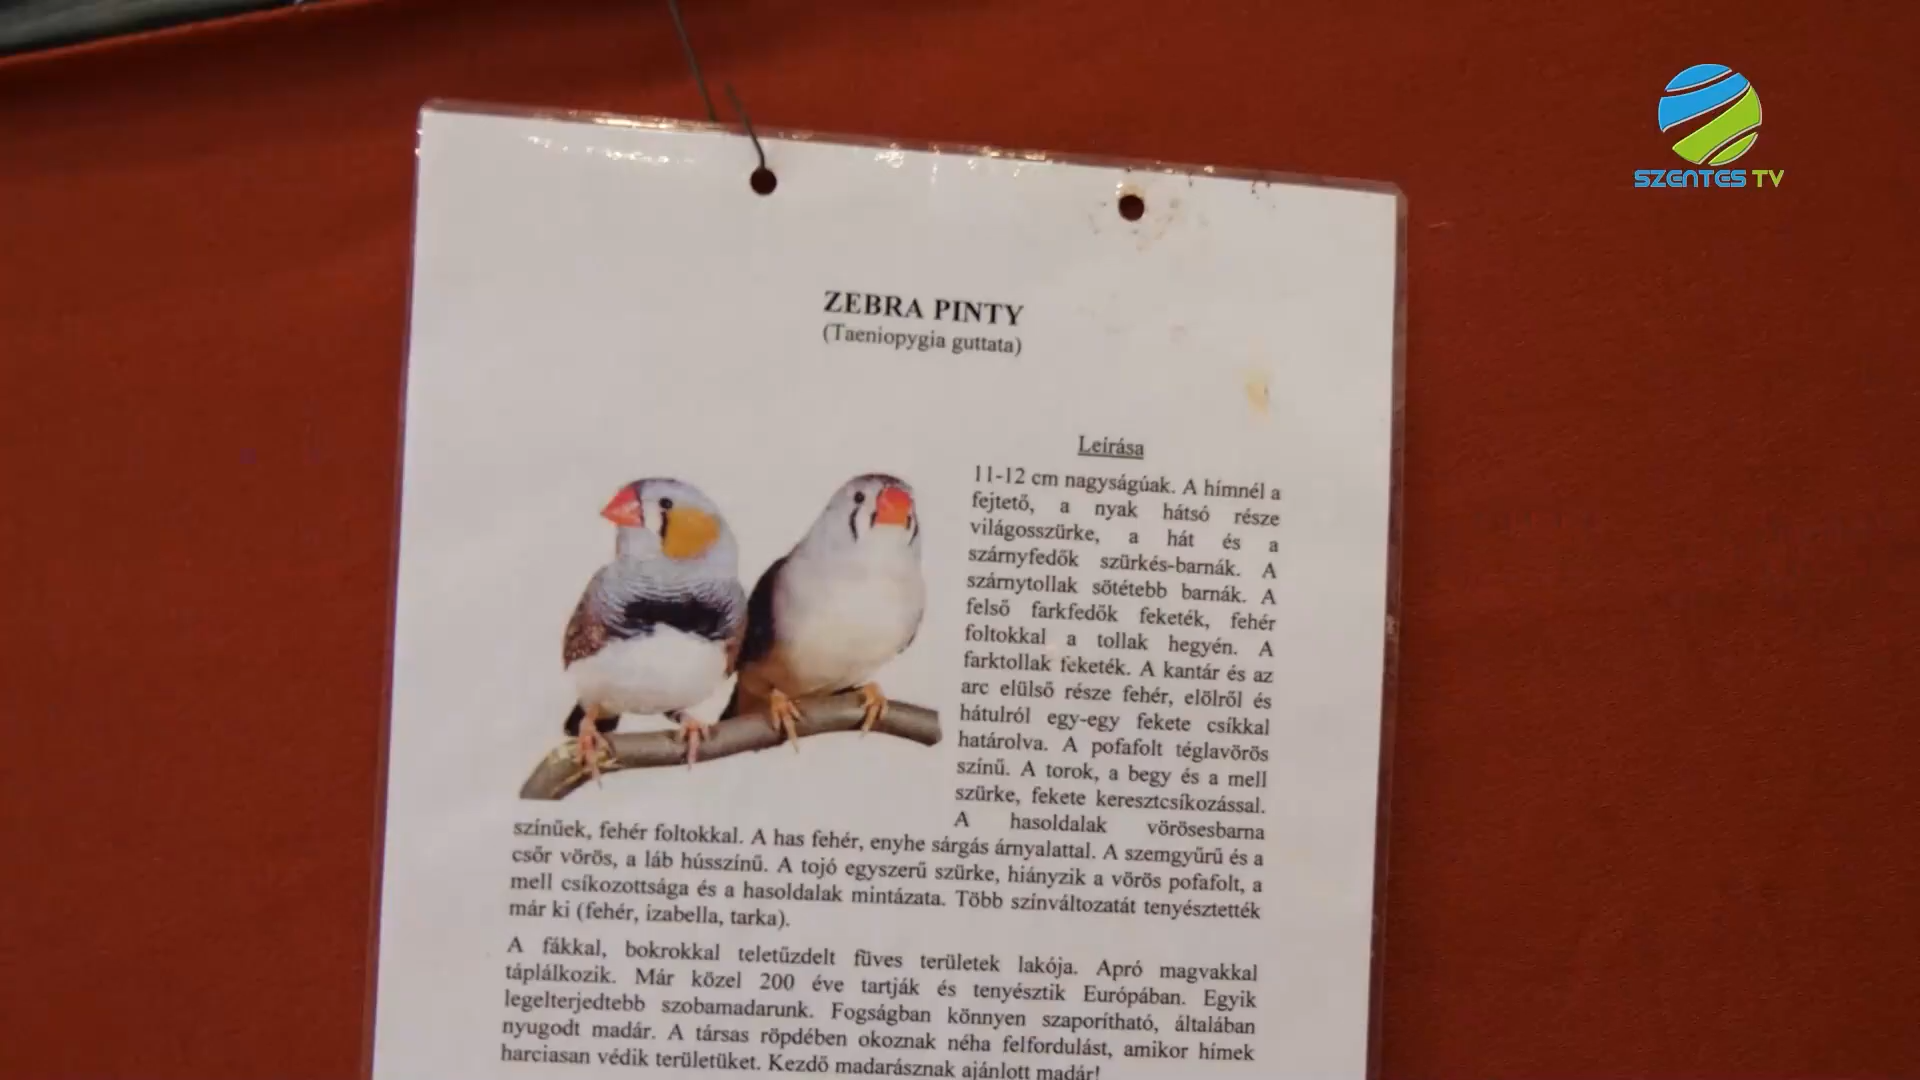 SZENTES TV
ZEBRA PINTY
(Taeniopygia guttata)
Leírása
11-12 cm nagyságúak. A hímnél a
fejtető, a nyak hátsó része
világosszürke, a hát és a
szárnyfedők szürkés-barnák. A
szárnytollak sötétebb barnák. A
felső farkfedők feketék, fehér
foltokkal a tollak hegyén. A
farktollak feketék. A kantár és az
arc elülső része fehér, elölről és
hátulról egy-egy fekete csíkkal
határolva. A pofafolt téglavörös
színű. A torok, a begy és a mell
szürke, fekete keresztcsíkozással.
A hasoldalak vörösesbarna
színűek, fehér foltokkal. A has fehér, enyhe sárgás árnyalattal. A szemgyűrű és a
csőr vörös, a láb hússzínű. A tojó egyszerű szürke, hiányzik a vörös pofafolt, a
mell csíkozottsága és a hasoldalak mintázata. Több színváltozatát tenyésztették
már ki (fehér, izabella, tarka).
A fákkal, bokrokkal teletűzdelt füves területek lakója. Apró magvakkal
táplálkozik. Már közel 200 éve tartják és tenyésztik Európában. Egyik
legelterjedtebb szobamadarunk. Fogságban könnyen szaporítható, általában
nyugodt madár. A társas röpdében okoznak néha felfordulást, amikor hímek
harciasan védik területüket. Kezdő madarásznak ajánlott madár!